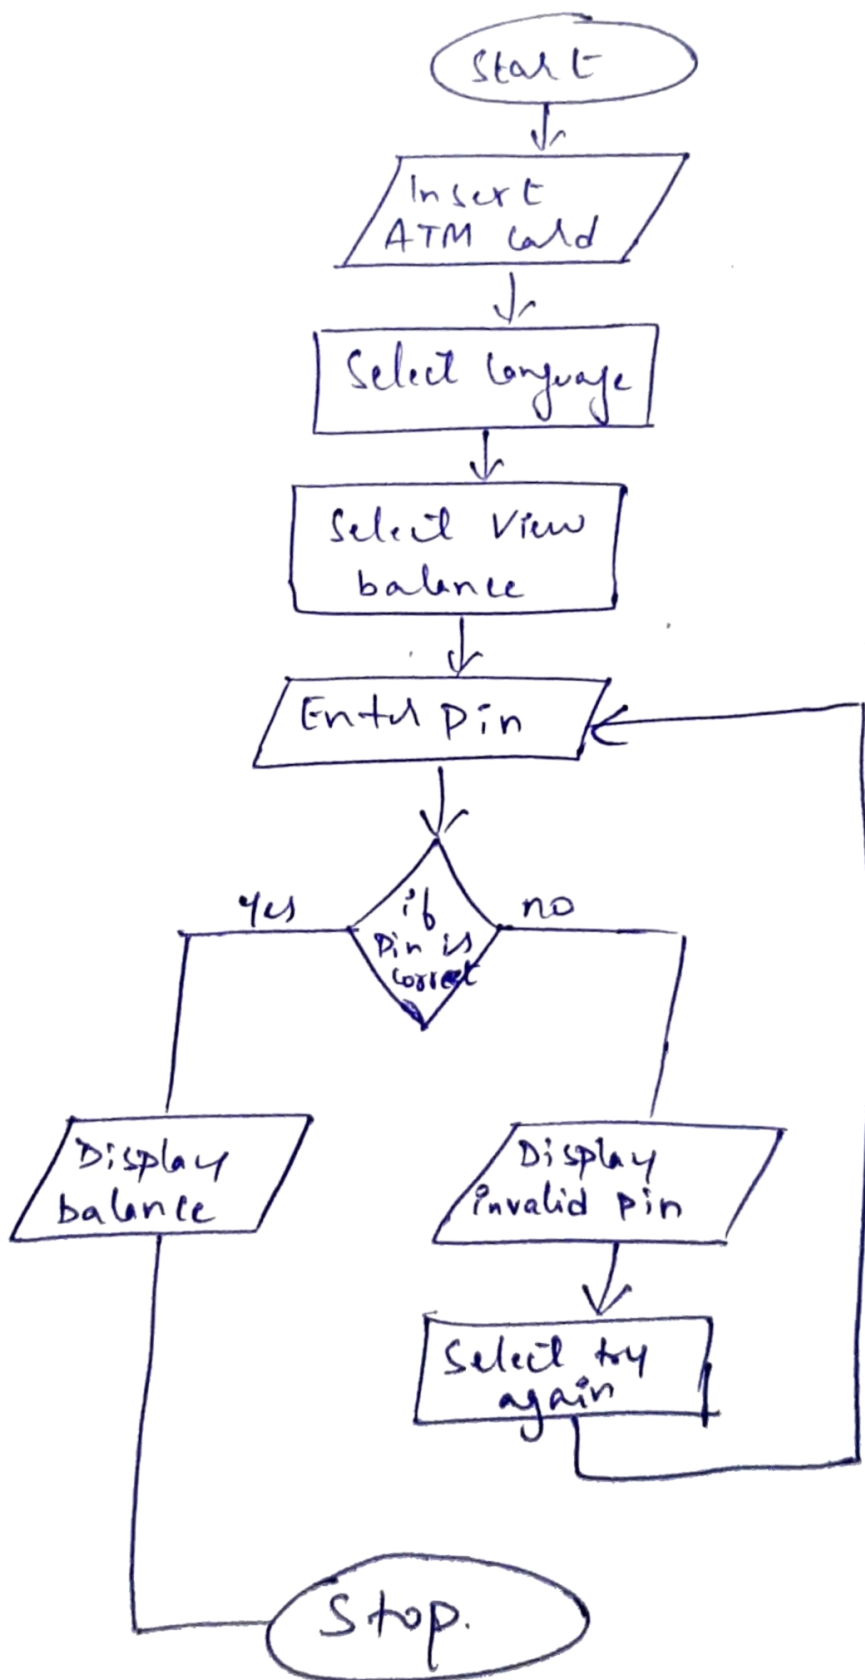 Start
Insert
ATM card
Select Language
Select View
balance
Enter Pin
Yes
if
no
Pin is
correct
Display
balance
Display
invalid pin
Select try
again
Stop.